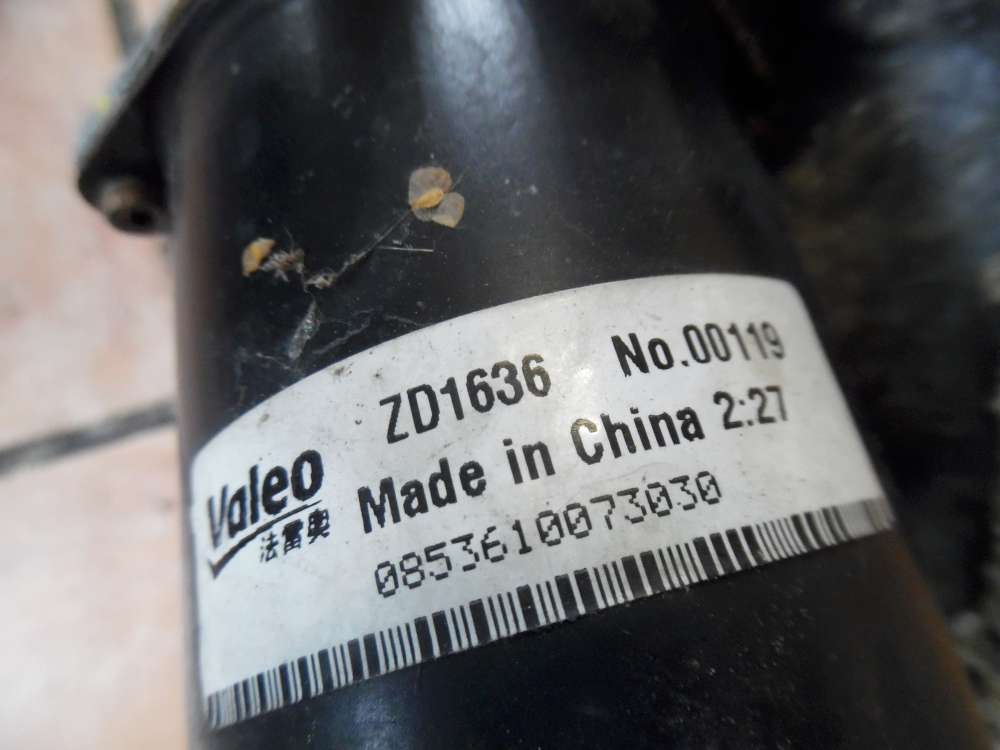 ZD1636 No.00119
Valeo Made in China 2:27
法雷奥 0853610073030